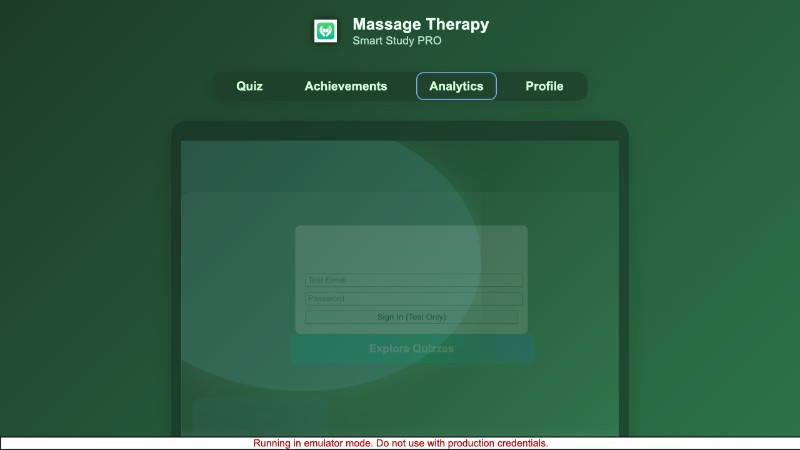 Massage Therapy
Smart Study PRO
Quiz
Achievements
Analytics
Profile
Test Email
Password
Sign In (Test Only)
Explore Quizzes
Running in emulator mode. Do not use with production credentials.